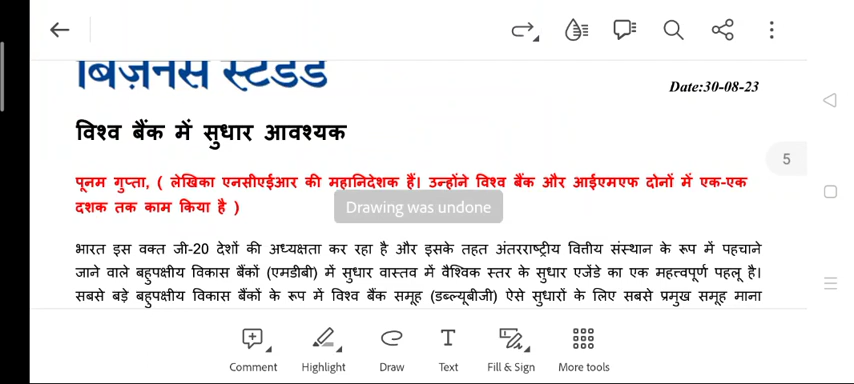 बिज़नेस स्टैंडर्ड
Date:30-08-23
विश्व बैंक में सुधार आवश्यक
5
पूनम गुप्ता, ( लेखिका एनसीएईआर की महानिदेशक हैं। उन्होंने विश्व बैंक और आईएमएफ दोनों में एक-एक
दशक तक काम किया है )
Drawing was undone
भारत इस वक्त जी-20 देशों की अध्यक्षता कर रहा है और इसके तहत अंतरराष्ट्रीय वित्तीय संस्थान के रूप में पहचाने
जाने वाले बहुपक्षीय विकास बैंकों (एमडीबी) में सुधार वास्तव में वैश्विक स्तर के सुधार एजेंडे का एक महत्त्वपूर्ण पहलू है।
सबसे बड़े बहुपक्षीय विकास बैंकों के रूप में विश्व बैंक समूह (डब्ल्यूबीजी) ऐसे सुधारों के लिए सबसे प्रमुख समूह माना
Comment Highlight Draw Text Fill & Sign More tools